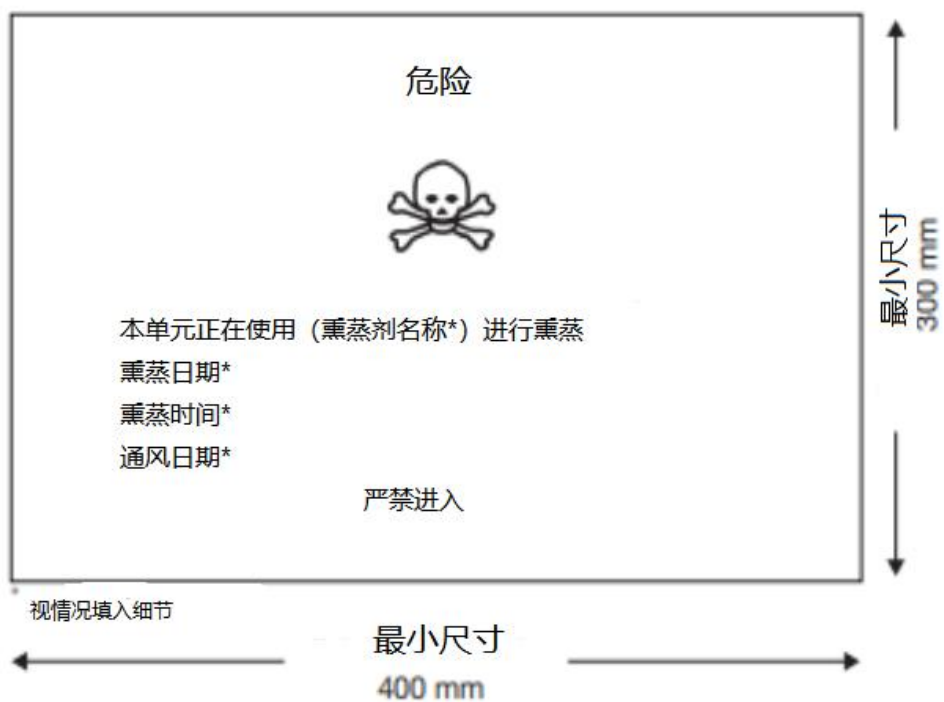 危险
本单元正在使用（熏蒸剂名称*）进行熏蒸
熏蒸日期*
熏蒸时间*
通风日期*
严禁进入
*
视情况填入细节
最小尺寸
400 mm
最小尺寸
300 mm